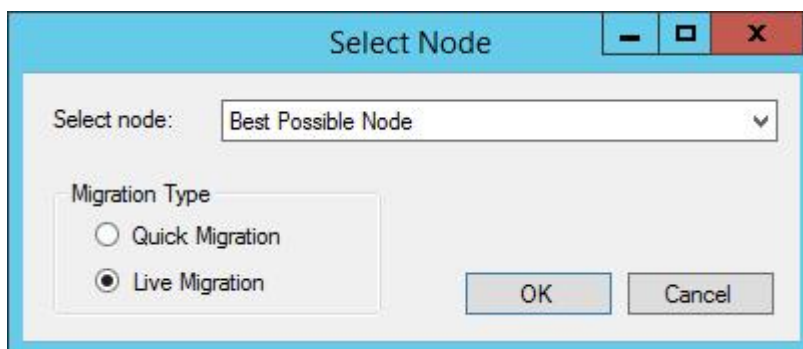 Select Node
Select node: Best Possible Node
Migration Type
Quick Migration
Live Migration
OK Cancel